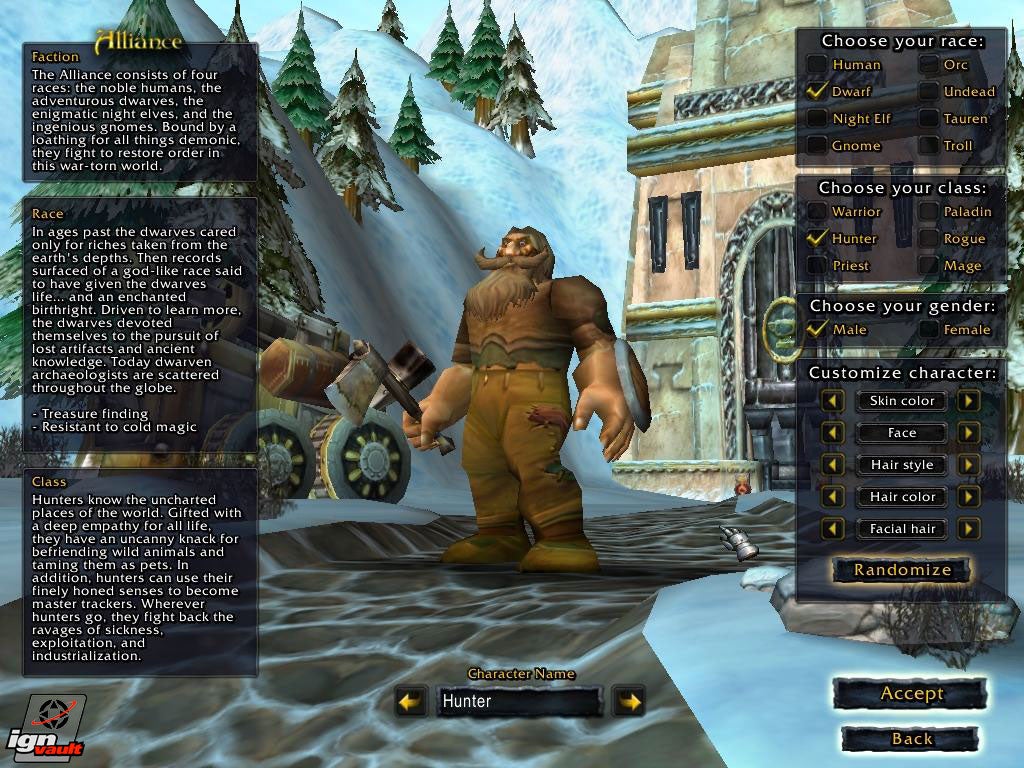 Alliance
Faction
The Alliance consists of four
races: the noble humans, the
adventurous dwarves, the
enigmatic night elves, and the
ingenious gnomes. Bound by a
loathing for all things demonic,
they fight to restore order in
this war-torn world.
Race
In ages past the dwarves cared
only for riches taken from the
earth's depths. Then records
surfaced of a god-like race said
to have given the dwarves
life... and an enchanted
birthright. Driven to learn more,
the dwarves devoted
themselves to the pursuit of
lost artifacts and ancient
knowledge. Today dwarven
archaeologists are scattered
throughout the globe.
- Treasure finding
- Resistant to cold magic
Class
Hunters know the uncharted
places of the world. Gifted with
a deep empathy for all life,
they have an uncanny knack for
befriending wild animals and
taming them as pets. In
addition, hunters can use their
finely honed senses to become
master trackers. Wherever
hunters go, they fight back the
ravages of sickness,
exploitation, and
industrialization.
ign
vault
Character Name
Hunter
Choose your race:
Human Orc
Dwarf Undead
Night Elf Tauren
Gnome Troll
Choose your class:
Warrior Paladin
Hunter Rogue
Priest Mage
Choose your gender:
Male Female
Customize character:
Skin color
Face
Hair style
Hair color
Facial hair
Randomize
Accept
Back